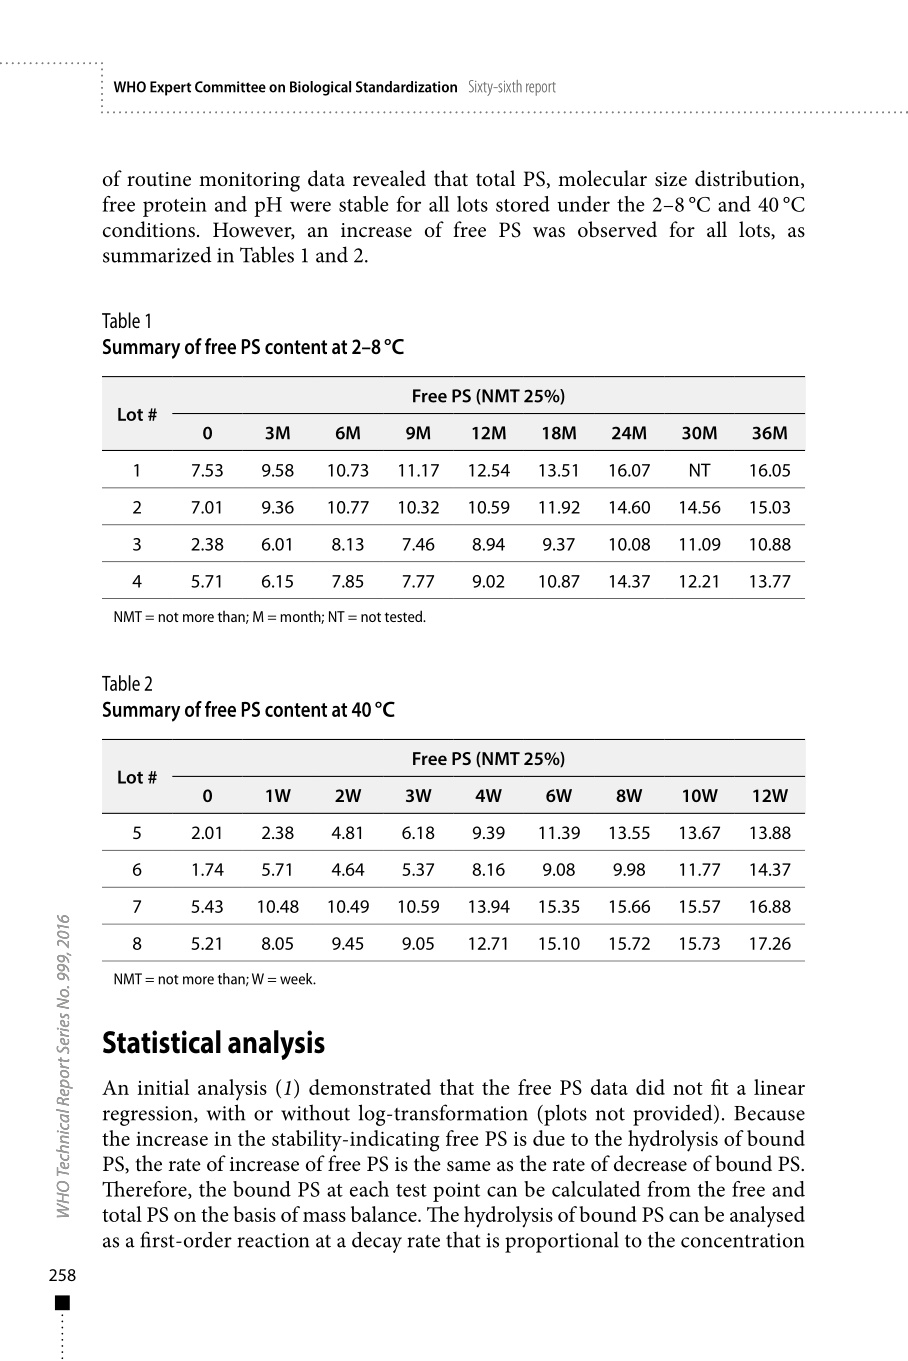 WHO Expert Committee on Biological Standardization Sixty-sixth report
of routine monitoring data revealed that total PS, molecular size distribution,
free protein and pH were stable for all lots stored under the 2–8 °C and 40 °C
conditions. However, an increase of free PS was observed for all lots, as
summarized in Tables 1 and 2.
Table 1
Summary of free PS content at 2–8 °C
Lot # Free PS (NMT 25%)
0 3M 6M 9M 12M 18M 24M 30M 36M
1 7.53 9.58 10.73 11.17 12.54 13.51 16.07 NT 16.05
2 7.01 9.36 10.77 10.32 10.59 11.92 14.60 14.56 15.03
3 2.38 6.01 8.13 7.46 8.94 9.37 10.08 11.09 10.88
4 5.71 6.15 7.85 7.77 9.02 10.87 14.37 12.21 13.77
NMT = not more than; M = month; NT = not tested.
Table 2
Summary of free PS content at 40 °C
Lot # Free PS (NMT 25%)
0 1W 2W 3W 4W 6W 8W 10W 12W
5 2.01 2.38 4.81 6.18 9.39 11.39 13.55 13.67 13.88
6 1.74 5.71 4.64 5.37 8.16 9.08 9.98 11.77 14.37
7 5.43 10.48 10.49 10.59 13.94 15.35 15.66 15.57 16.88
8 5.21 8.05 9.45 9.05 12.71 15.10 15.72 15.73 17.26
NMT = not more than; W = week.
Statistical analysis
An initial analysis (1) demonstrated that the free PS data did not fit a linear
regression, with or without log-transformation (plots not provided). Because
the increase in the stability-indicating free PS is due to the hydrolysis of bound
PS, the rate of increase of free PS is the same as the rate of decrease of bound PS.
Therefore, the bound PS at each test point can be calculated from the free and
total PS on the basis of mass balance. The hydrolysis of bound PS can be analysed
as a first-order reaction at a decay rate that is proportional to the concentration
WHO Technical Report Series No. 999, 2016
258